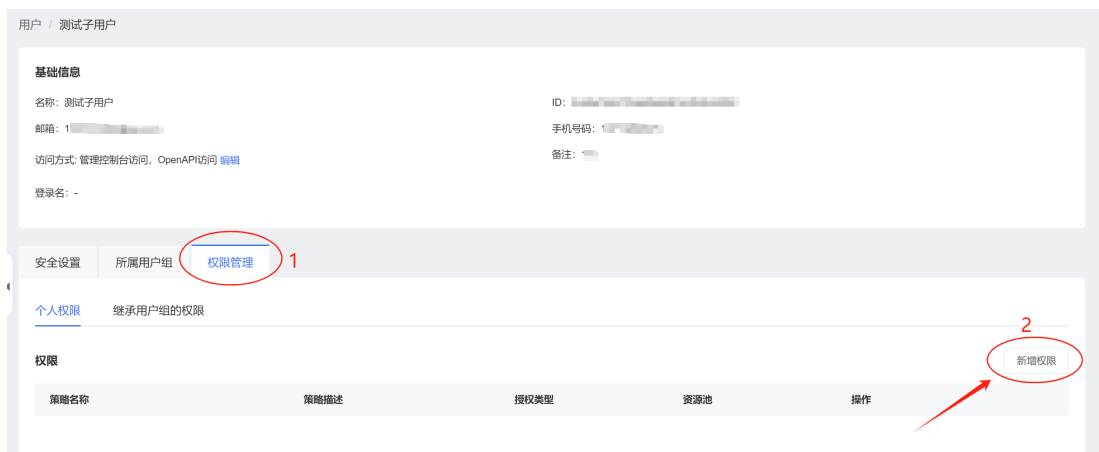 用户 / 测试子用户
基础信息
名称: 测试子用户
ID:
邮箱: 1
手机号码: 1
访问方式: 管理控制台访问，OpenAPI访问 编辑
备注:
登录名: -
安全设置 所属用户组 权限管理 1
个人权限 继承用户组的权限
2
权限 新增权限
策略名称 策略描述 授权类型 资源池 操作